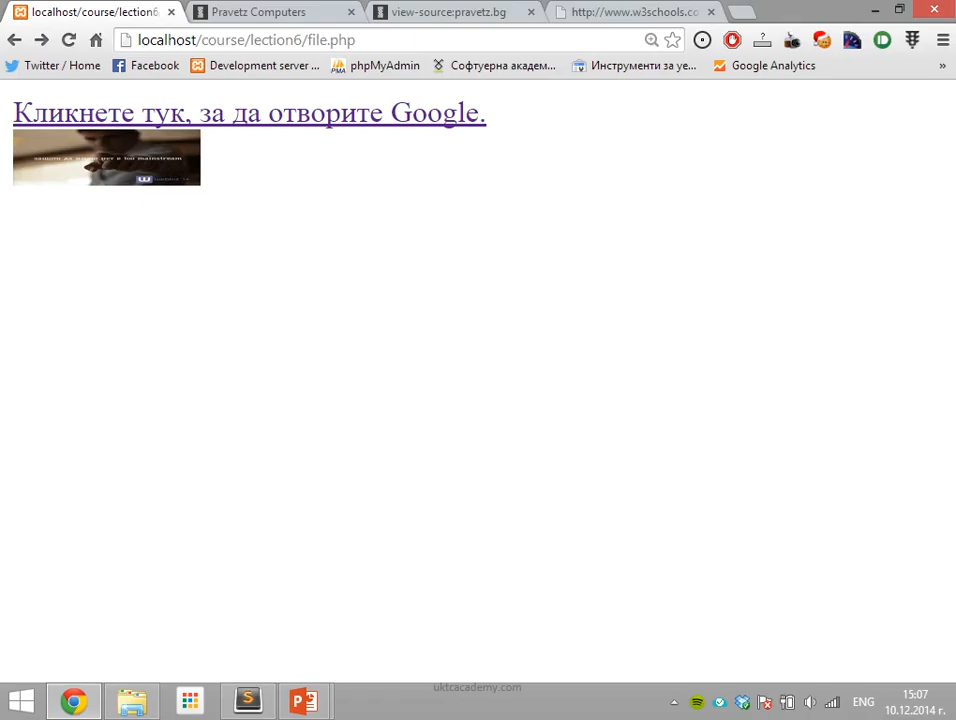 localhost/course/lection6
Pravetz Computers
view-source:pravetz.bg
http://www.w3schools.co
localhost/course/lection6/file.php
Twitter / Home
Facebook
Development server ...
phpMyAdmin
Софтуерна академ...
Инструменти за уе...
Google Analytics
»
Кликнете тук, за да отворите Google.
mainstream
uktcacademy.com
ENG
15:07
10.12.2014 г.